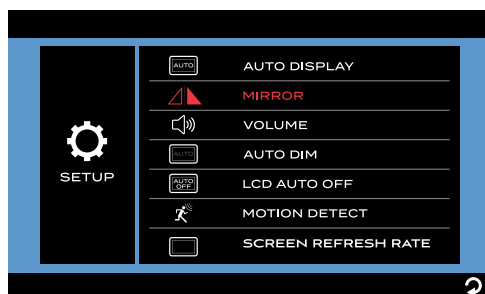 SETUP
AUTO
AUTO DISPLAY
MIRROR
VOLUME
AUTO
AUTO DIM
AUTO
OFF
LCD AUTO OFF
MOTION DETECT
SCREEN REFRESH RATE